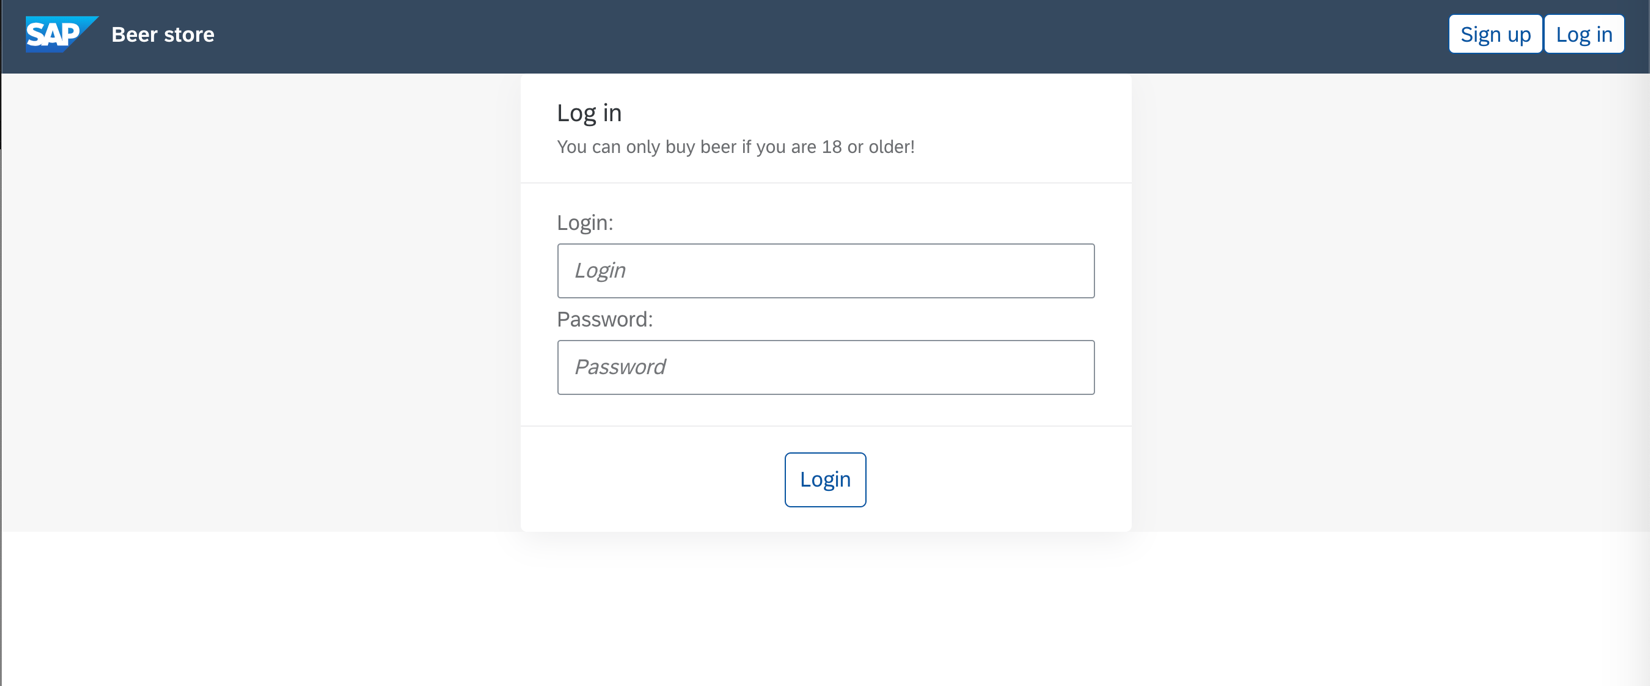 SAP Beer store Sign up Log in
Log in
You can only buy beer if you are 18 or older!
Login:
Login
Password:
Password
Login